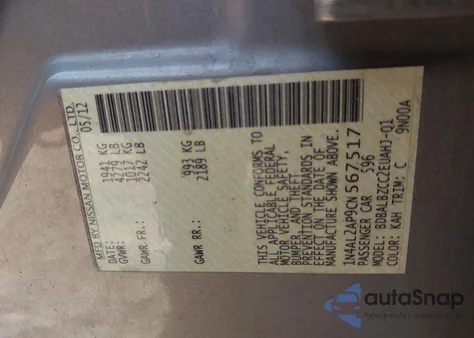 MFD BY NISSAN MOTOR CO., LTD.
05/12
GVWR: 1941 KG
4279 LB
GAWR FR.: 1017 KG
2242 LB
GAWR RR.: 993 KG
2189 LB
THIS VEHICLE CONFORMS TO
ALL APPLICABLE FEDERAL
MOTOR VEHICLE SAFETY,
BUMPER, AND THEFT
PREVENTION STANDARDS IN
EFFECT ON THE DATE OF
MANUFACTURE SHOWN ABOVE.
1N4AL2AP9CN567517
PASSENGER CAR 596
MODEL: BDBALBZCC2EUAHJ-Q1
COLOR: KAH TRIM: C 9N00A
autoSnap